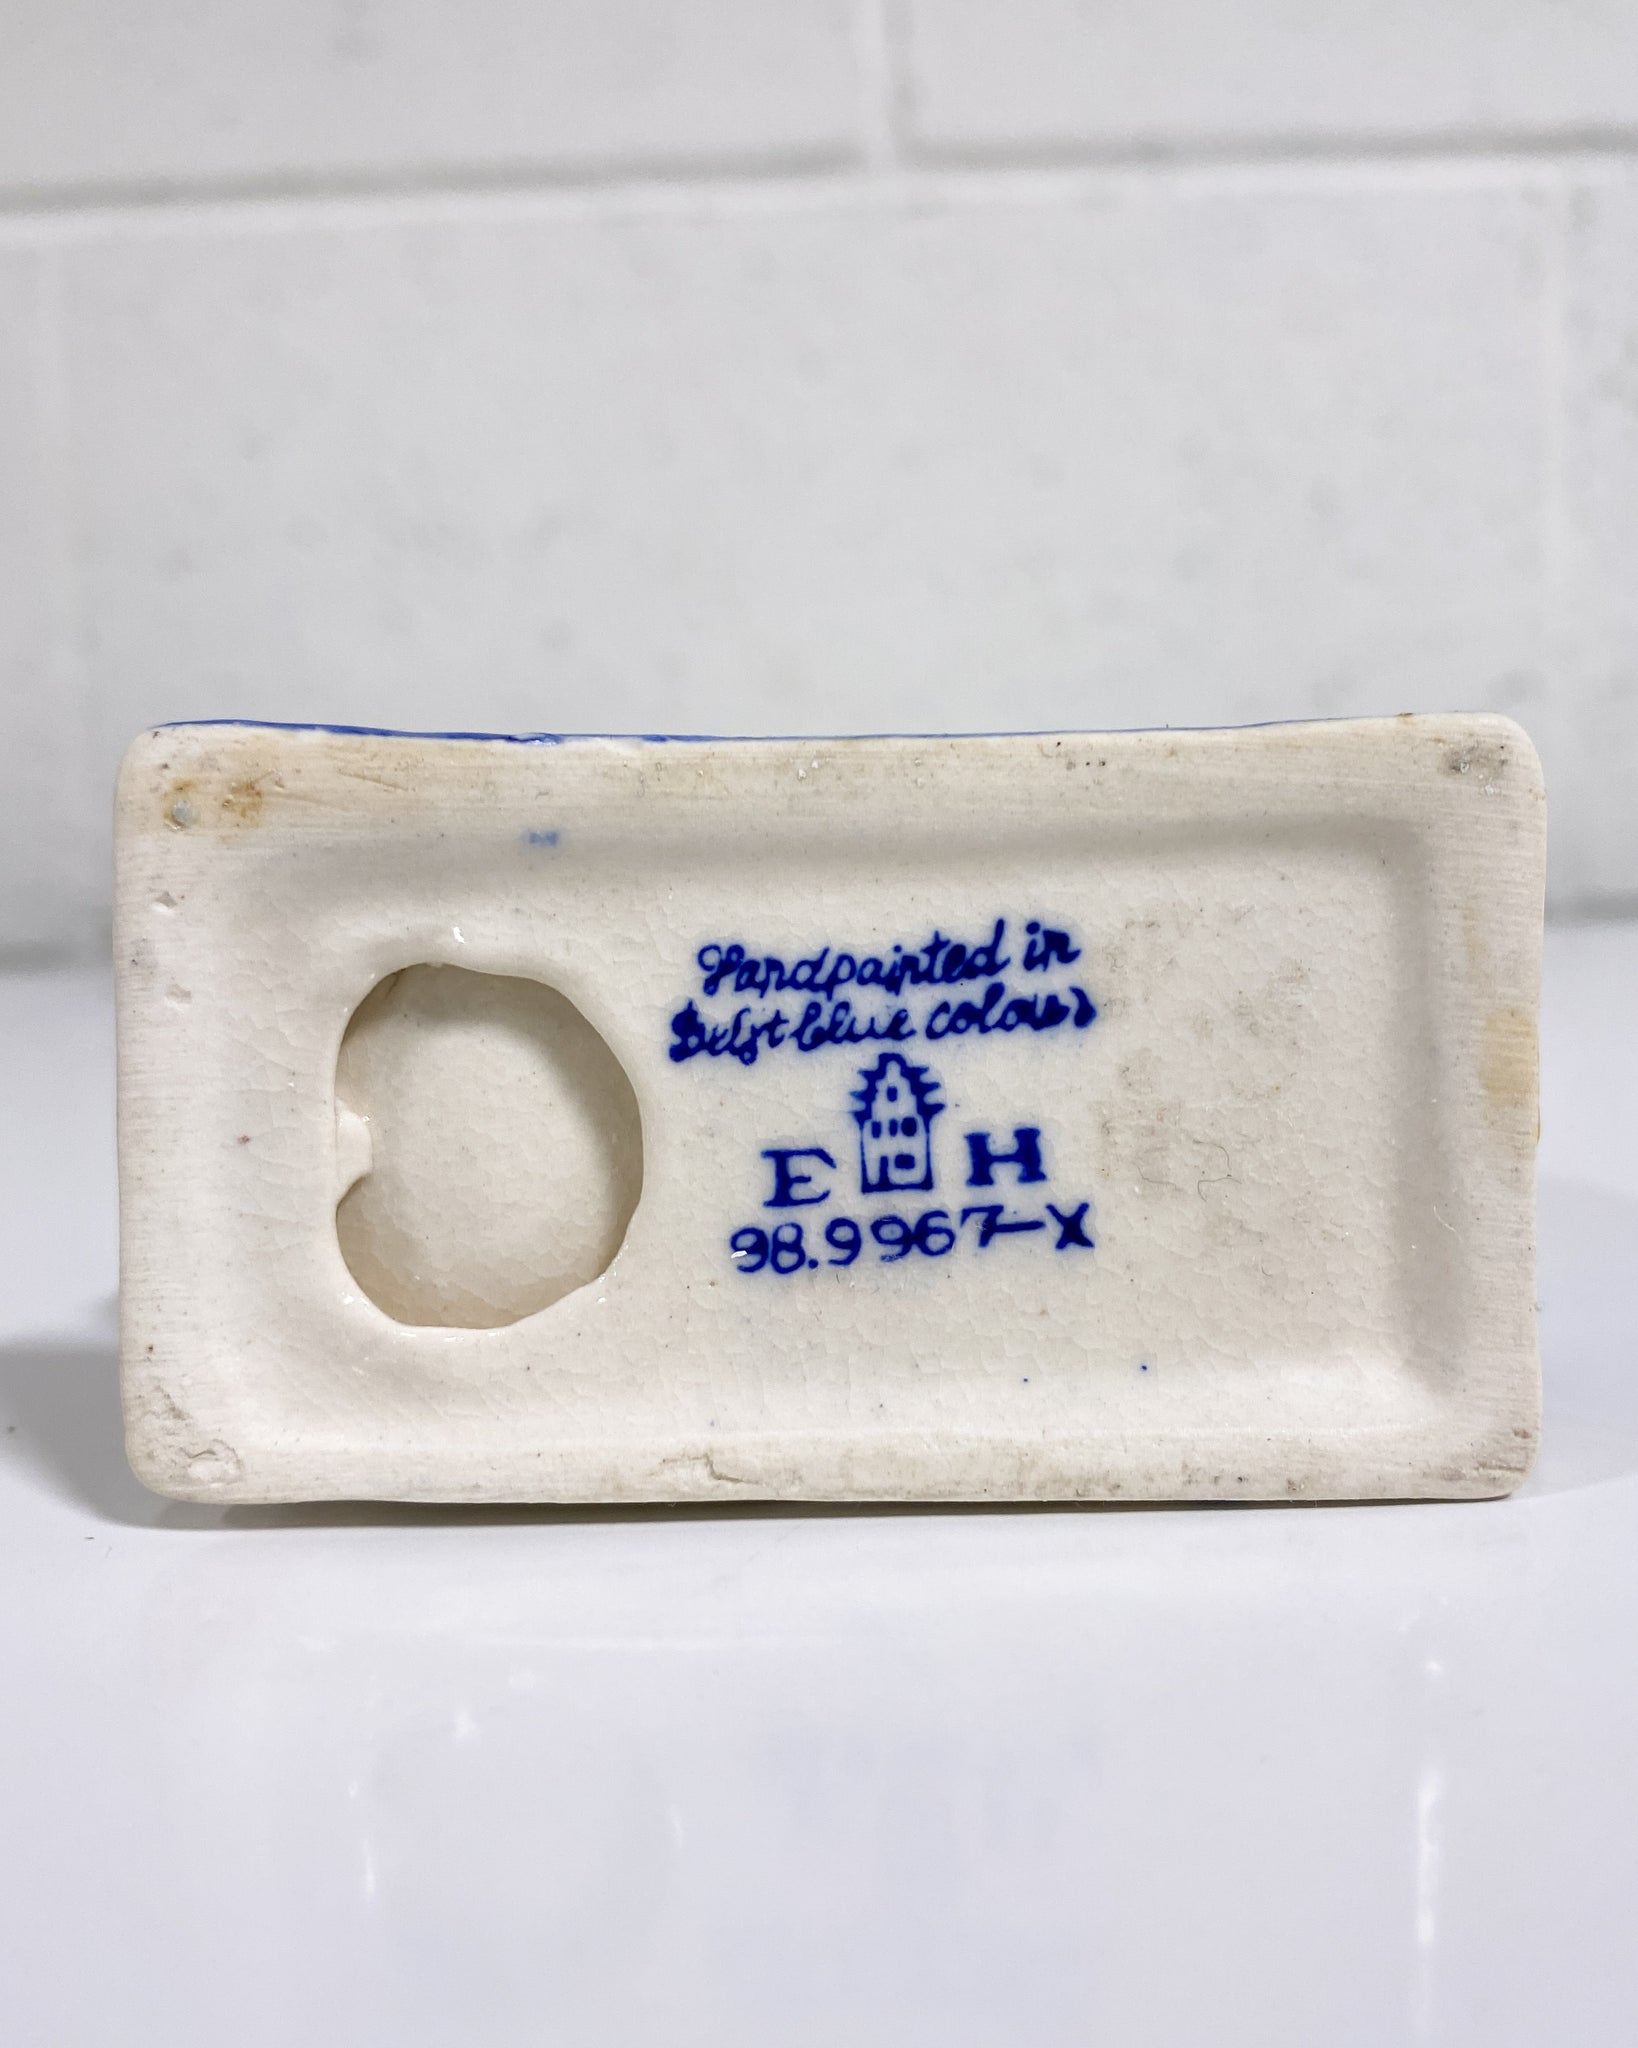 Handpainted in
Delft blue colours
E H
98.9967-X